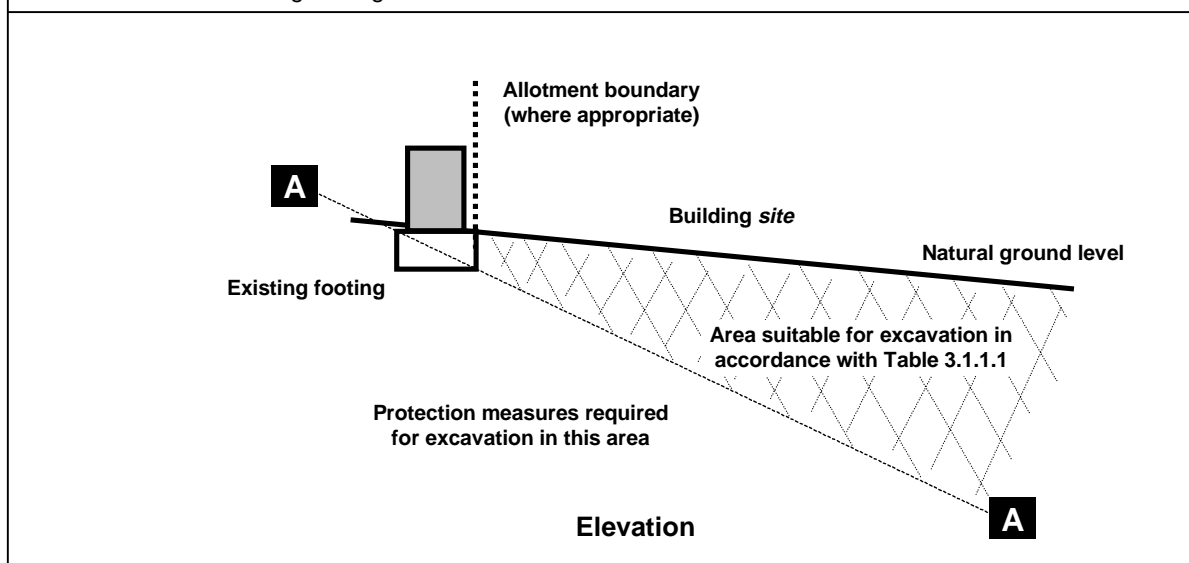 Allotment boundary
(where appropriate)
A
Building site
Natural ground level
Existing footing
Area suitable for excavation in
accordance with Table 3.1.1.1
Protection measures required
for excavation in this area
A
Elevation